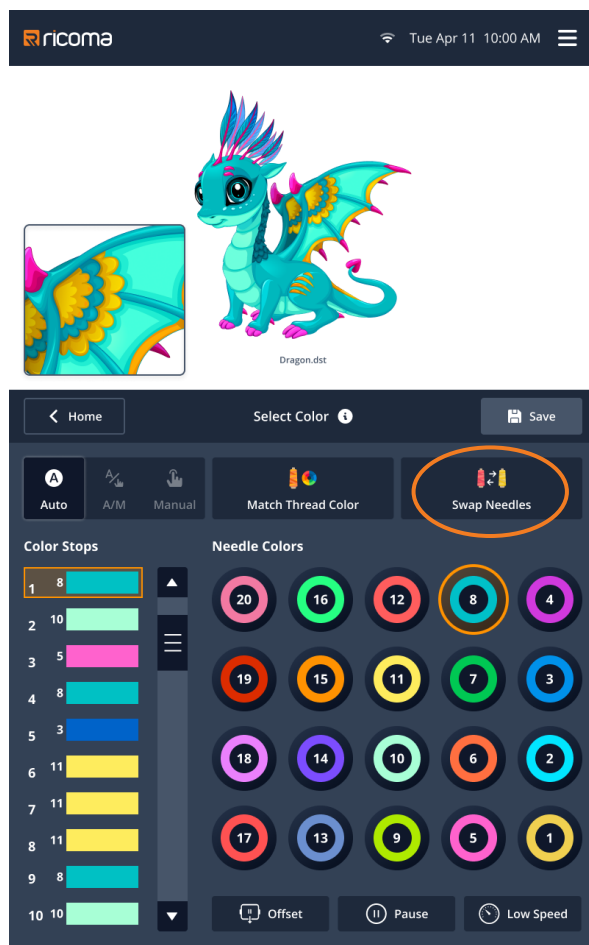 ricoma
Tue Apr 11 10:00 AM
Dragon.dst
Home
Select Color i
Save
A
Auto
A/M
Manual
Match Thread Color
Swap Needles
Color Stops
Needle Colors
1 8
2 10
3 5
4 8
5 3
6 11
7 11
8 11
9 8
10 10
20 16 12 8 4
19 15 11 7 3
18 14 10 6 2
17 13 9 5 1
Offset
Pause
Low Speed